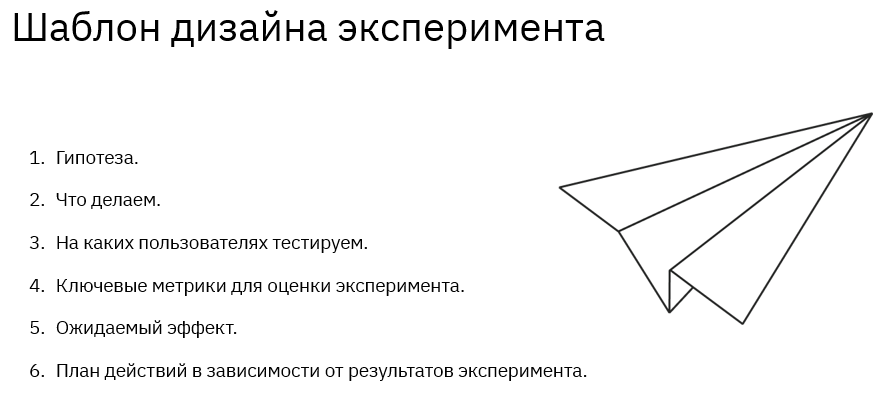 Шаблон дизайна эксперимента
1. Гипотеза.
2. Что делаем.
3. На каких пользователях тестируем.
4. Ключевые метрики для оценки эксперимента.
5. Ожидаемый эффект.
6. План действий в зависимости от результатов эксперимента.